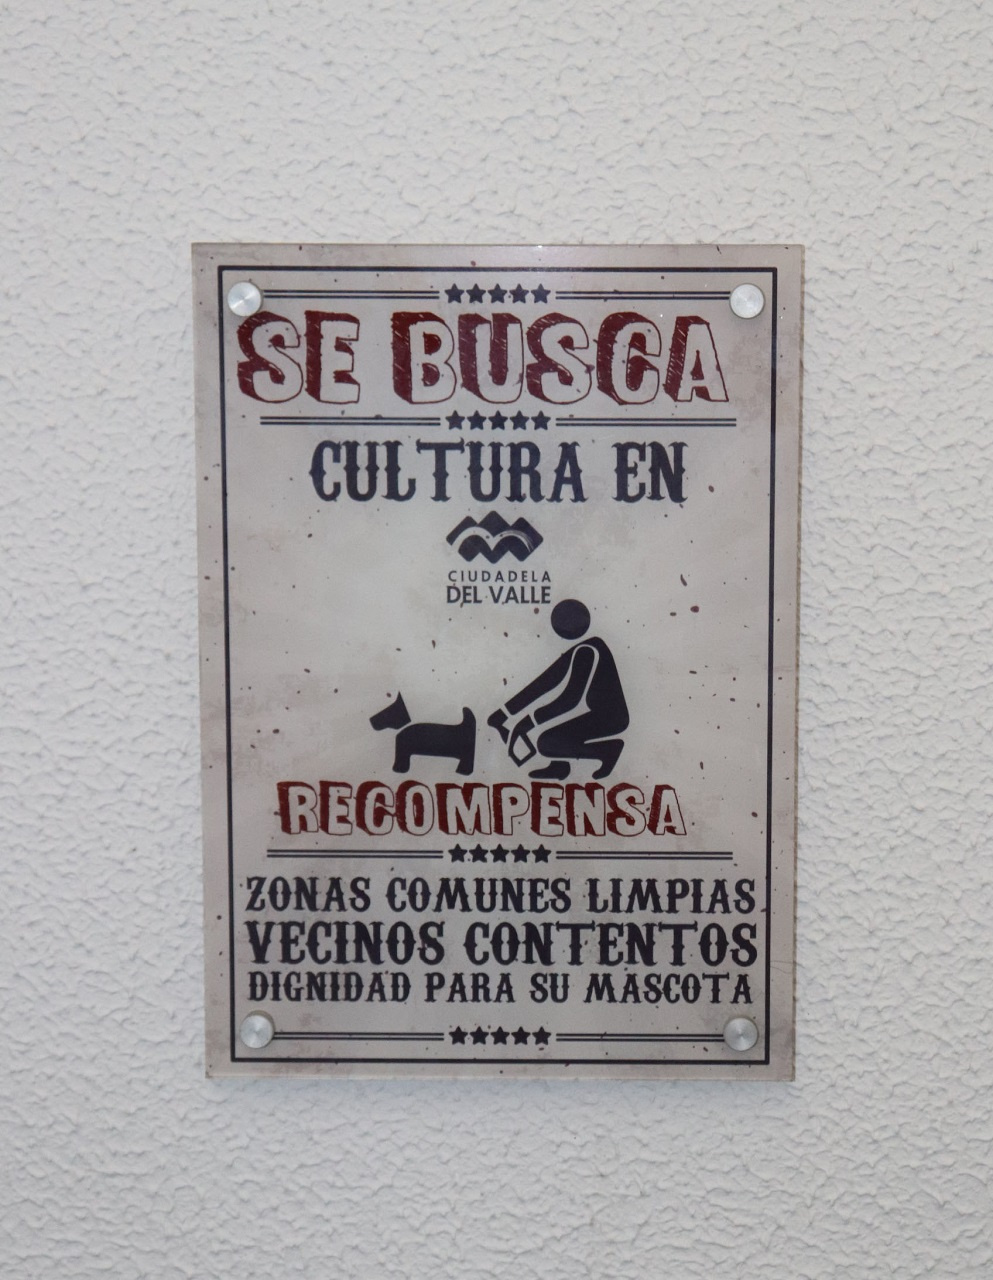 SE BUSCA
CULTURA EN
CIUDADELA
DEL VALLE
RECOMPENSA
ZONAS COMUNES LIMPIAS
VECINOS CONTENTOS
DIGNIDAD PARA SU MASCOTA